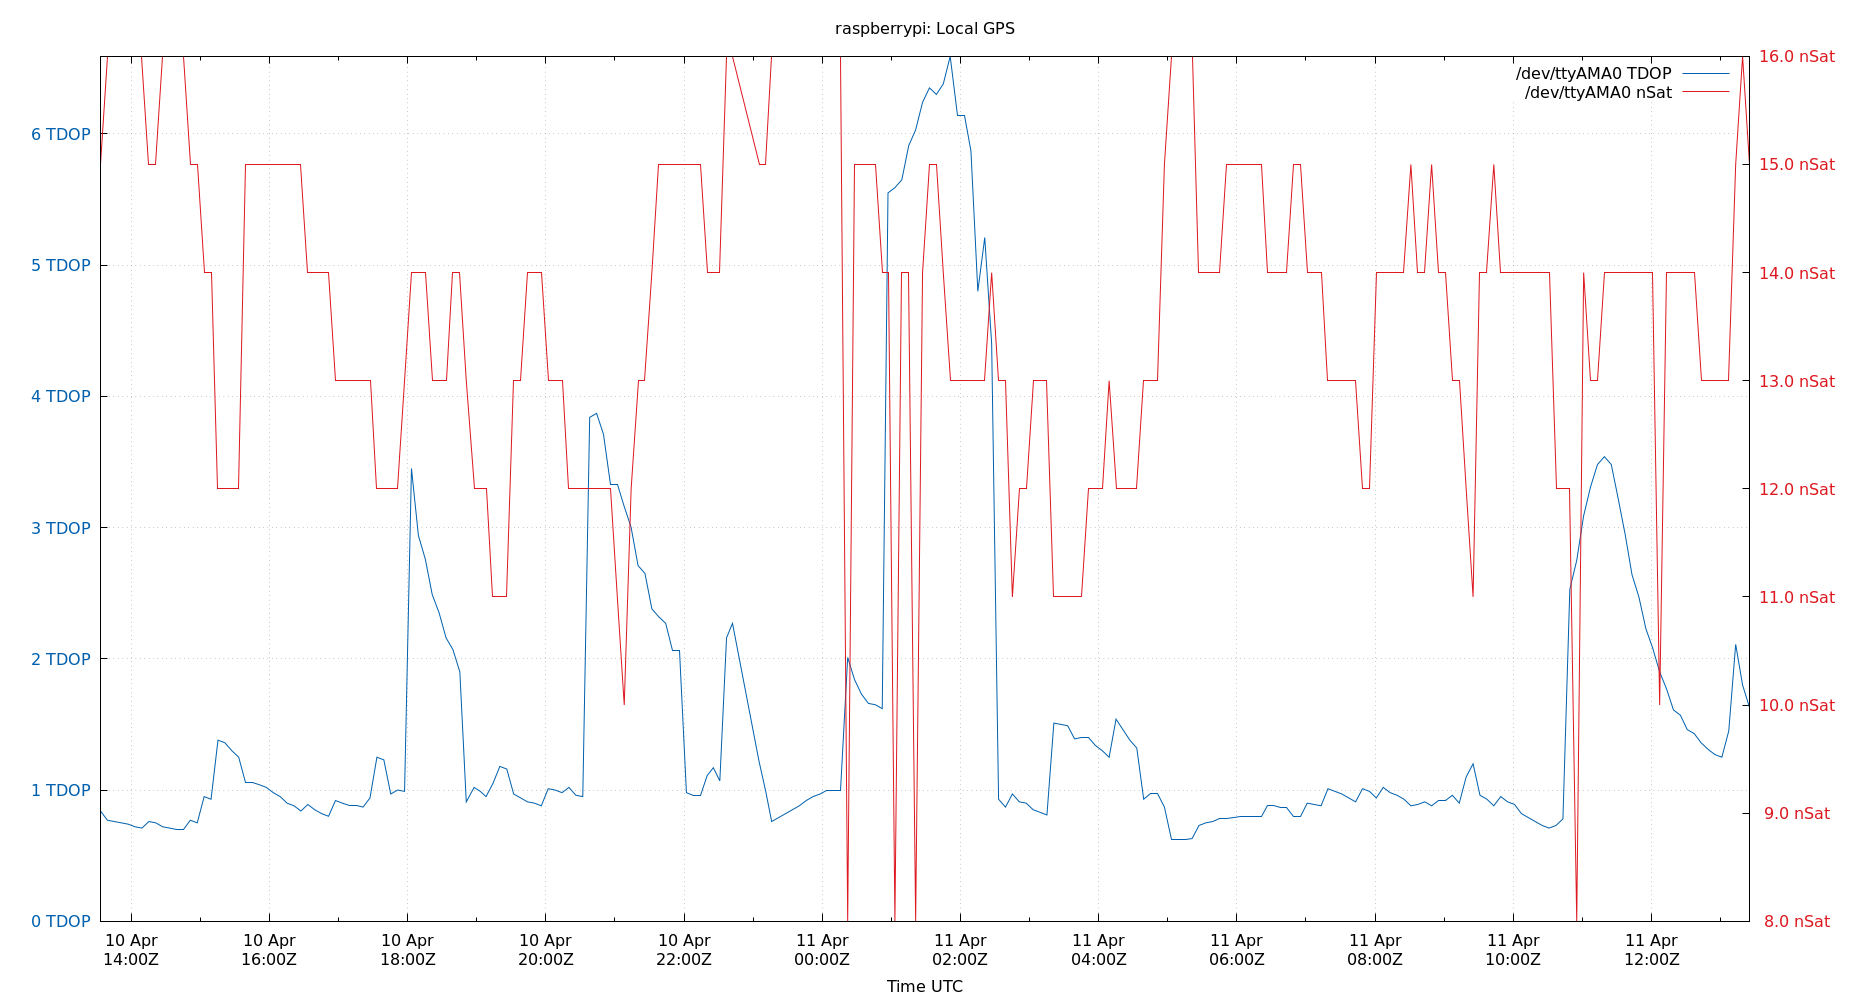 raspberrypi: Local GPS
/dev/ttyAMA0 TDOP
/dev/ttyAMA0 nSat
6 TDOP
5 TDOP
4 TDOP
3 TDOP
2 TDOP
1 TDOP
0 TDOP
16.0 nSat
15.0 nSat
14.0 nSat
13.0 nSat
12.0 nSat
11.0 nSat
10.0 nSat
9.0 nSat
8.0 nSat
10 Apr 10 Apr 10 Apr 10 Apr 10 Apr 11 Apr 11 Apr 11 Apr 11 Apr 11 Apr 11 Apr 11 Apr
14:00Z 16:00Z 18:00Z 20:00Z 22:00Z 00:00Z 02:00Z 04:00Z 06:00Z 08:00Z 10:00Z 12:00Z
Time UTC